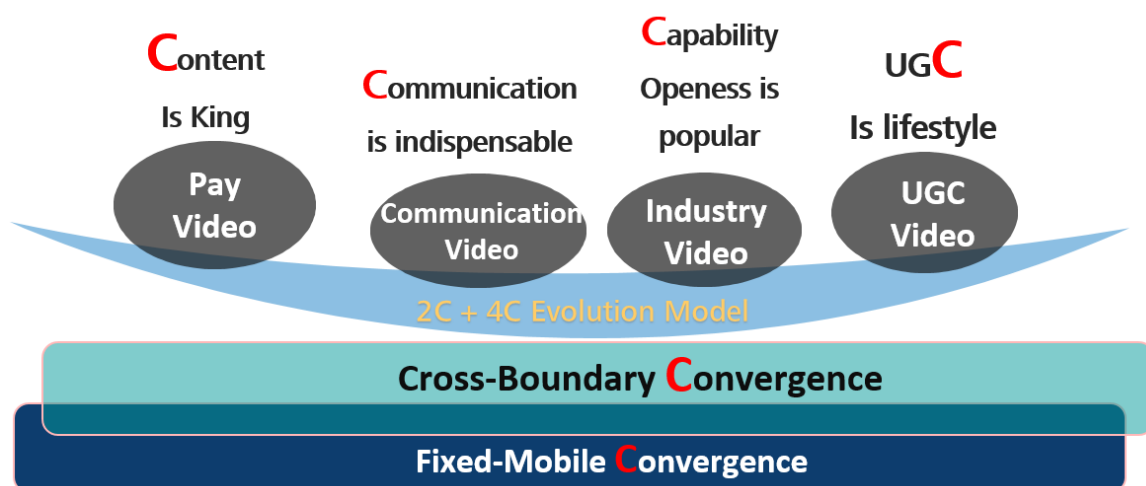 Content
Is King
Communication
is indispensable
Capability
Openess is
popular
UGC
Is lifestyle
Pay
Video
Communication
Video
Industry
Video
UGC
Video
2C + 4C Evolution Model
Cross-Boundary Convergence
Fixed-Mobile Convergence